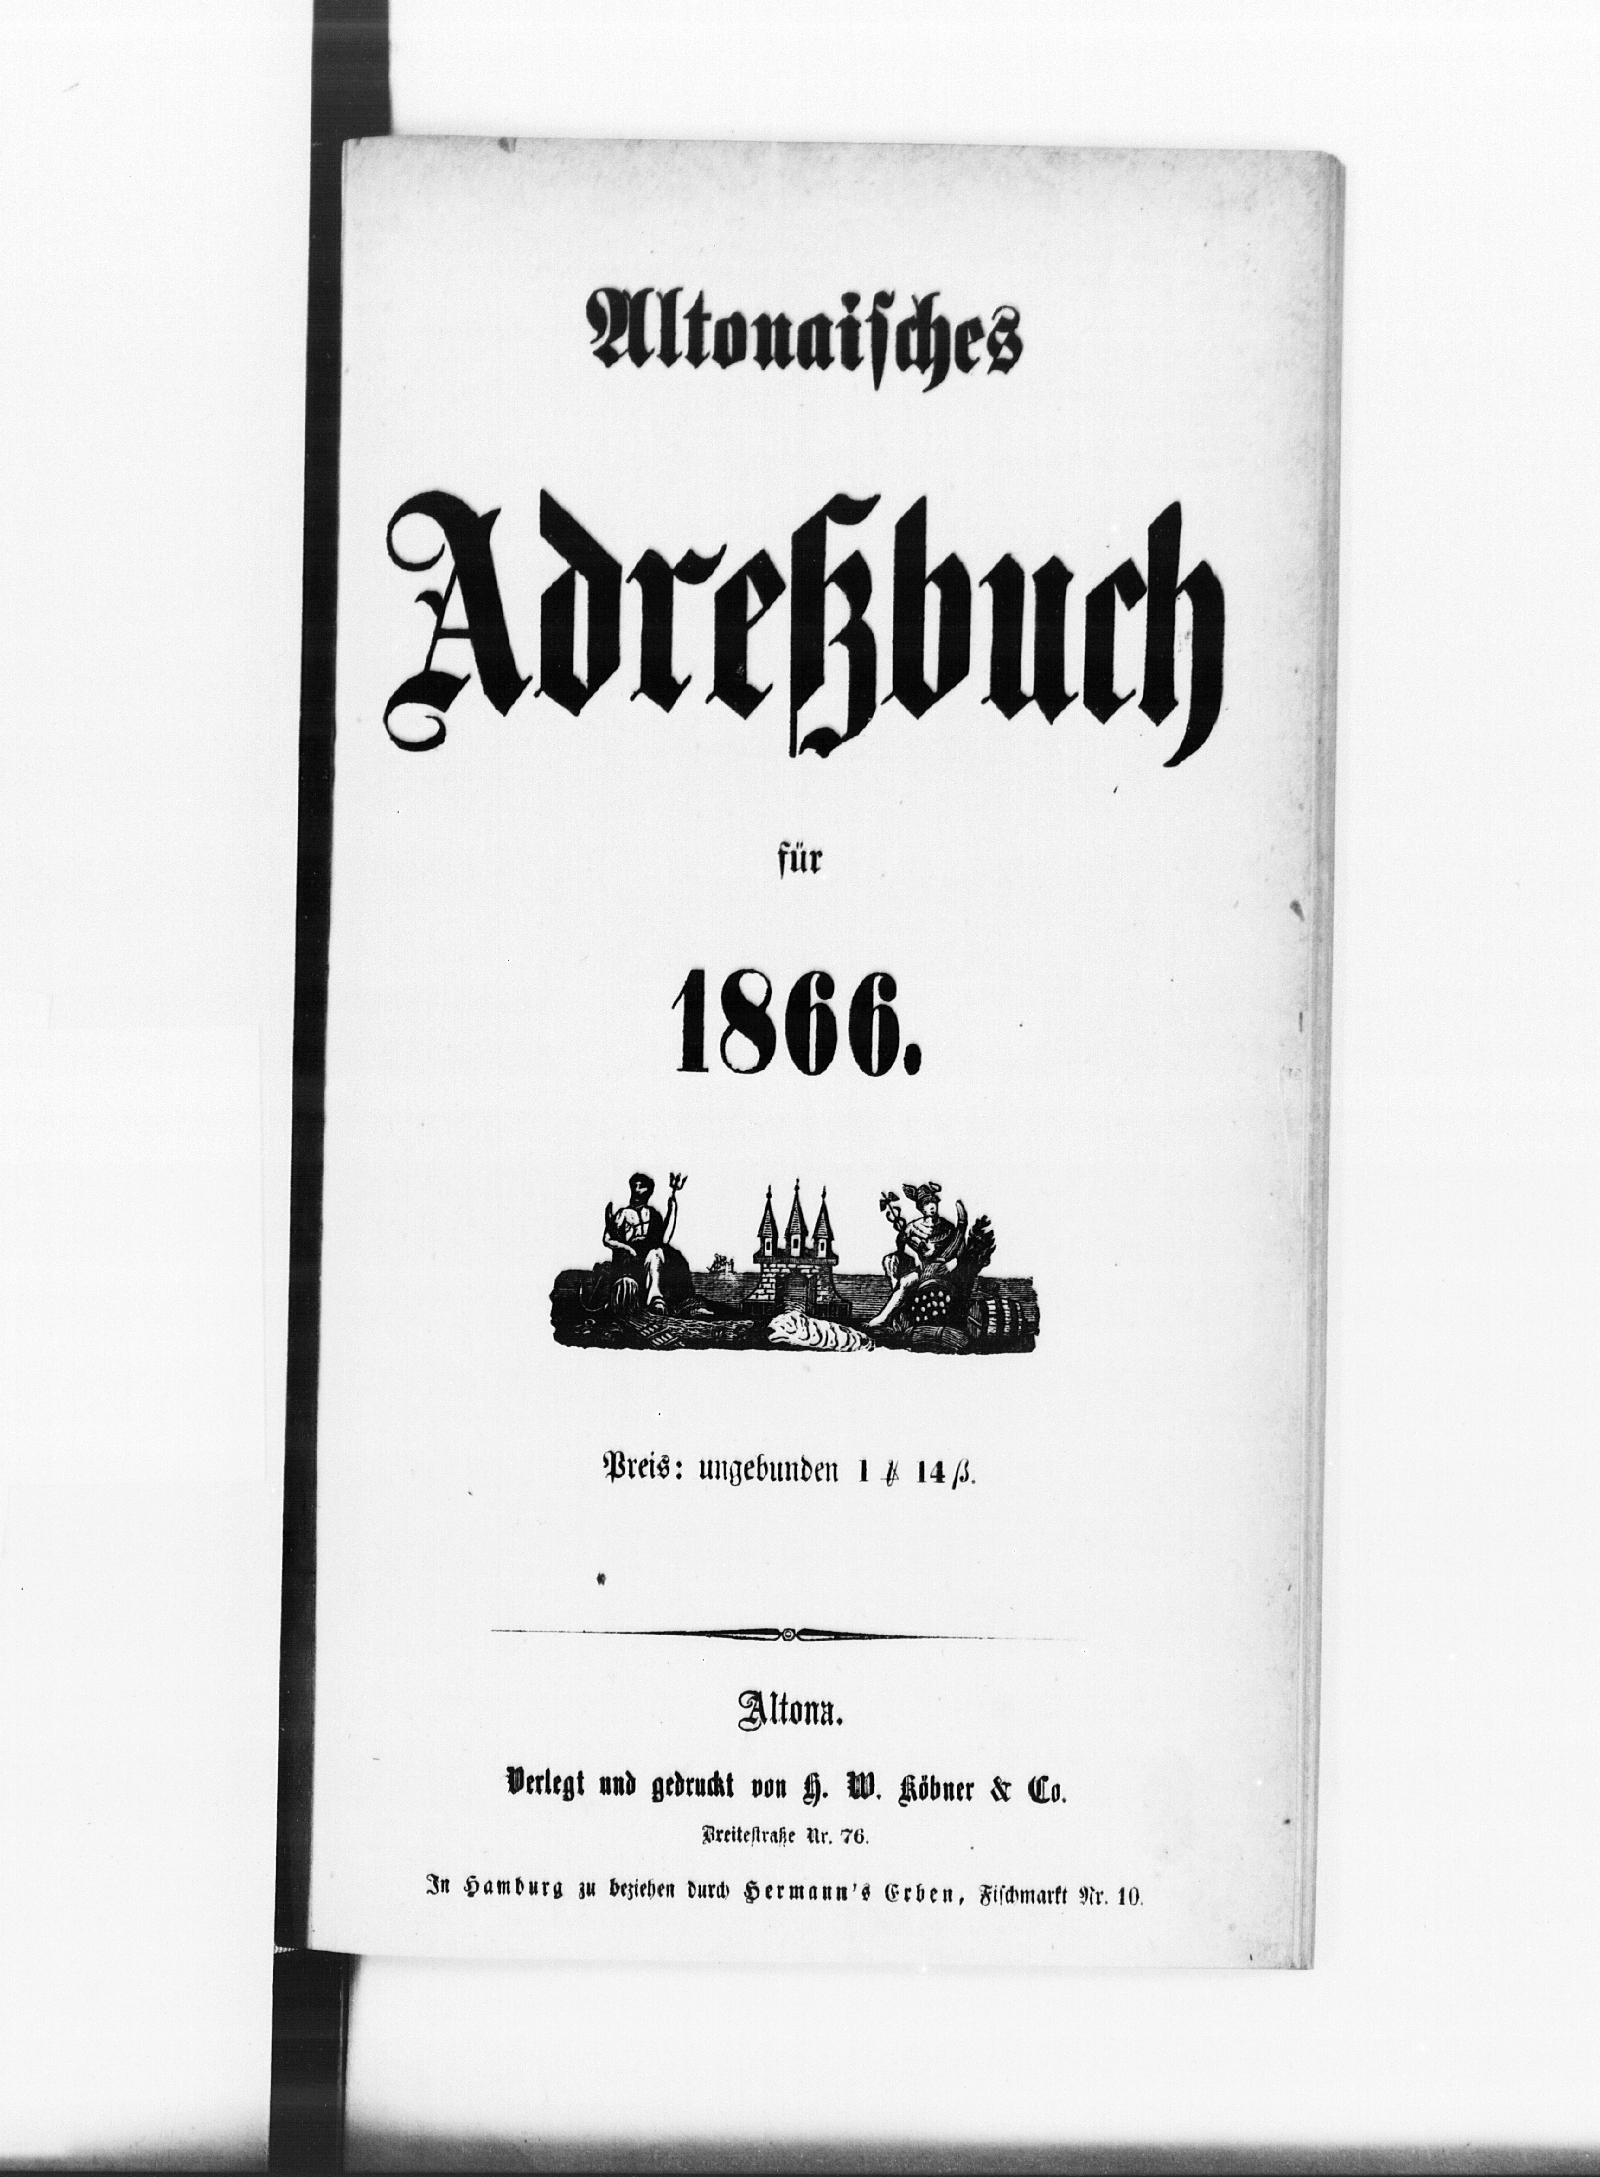 Altonaisches
Adreßbuch
für
1866.
Preis: ungebunden 1 ₰ 14 ß.
Altona.
Verlegt und gedruckt von H. W. Köbner & Co.
Breitestraße Nr. 76.
In Hamburg zu beziehen durch Hermann's Erben, Fischmarkt Nr. 10.